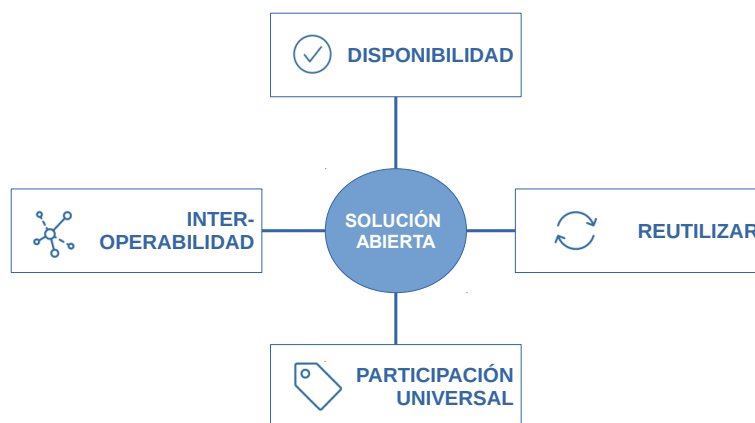 DISPONIBILIDAD
INTER-
OPERABILIDAD
SOLUCIÓN
ABIERTA
REUTILIZAR
PARTICIPACIÓN
UNIVERSAL